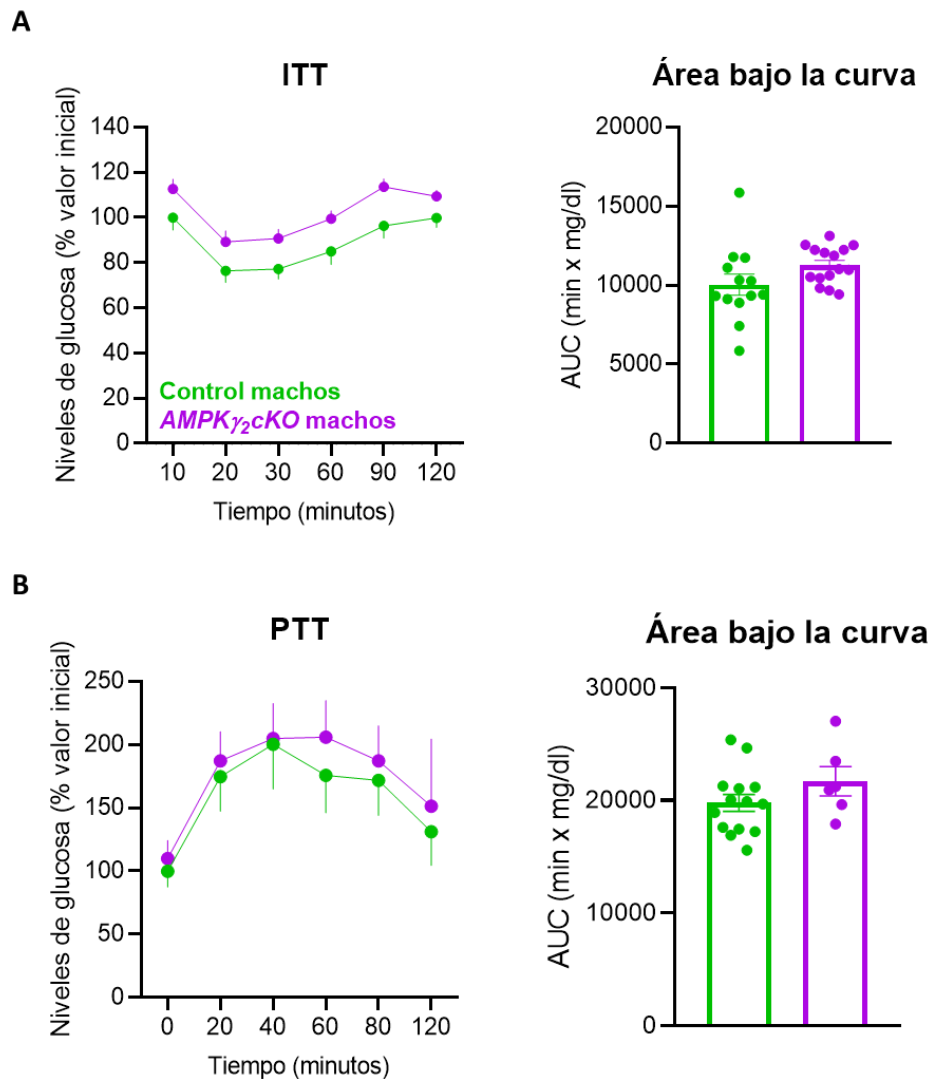 A
ITT
Niveles de glucosa (% valor inicial)
140
120
100
80
60
40
20
0
Control machos
AMPKγ₂cKO machos
10 20 30 60 90 120
Tiempo (minutos)
Área bajo la curva
AUC (min x mg/dl)
20000
15000
10000
5000
0
B
PTT
Niveles de glucosa (% valor inicial)
250
200
150
100
50
0
0 20 40 60 80 120
Tiempo (minutos)
Área bajo la curva
AUC (min x mg/dl)
30000
20000
10000
0